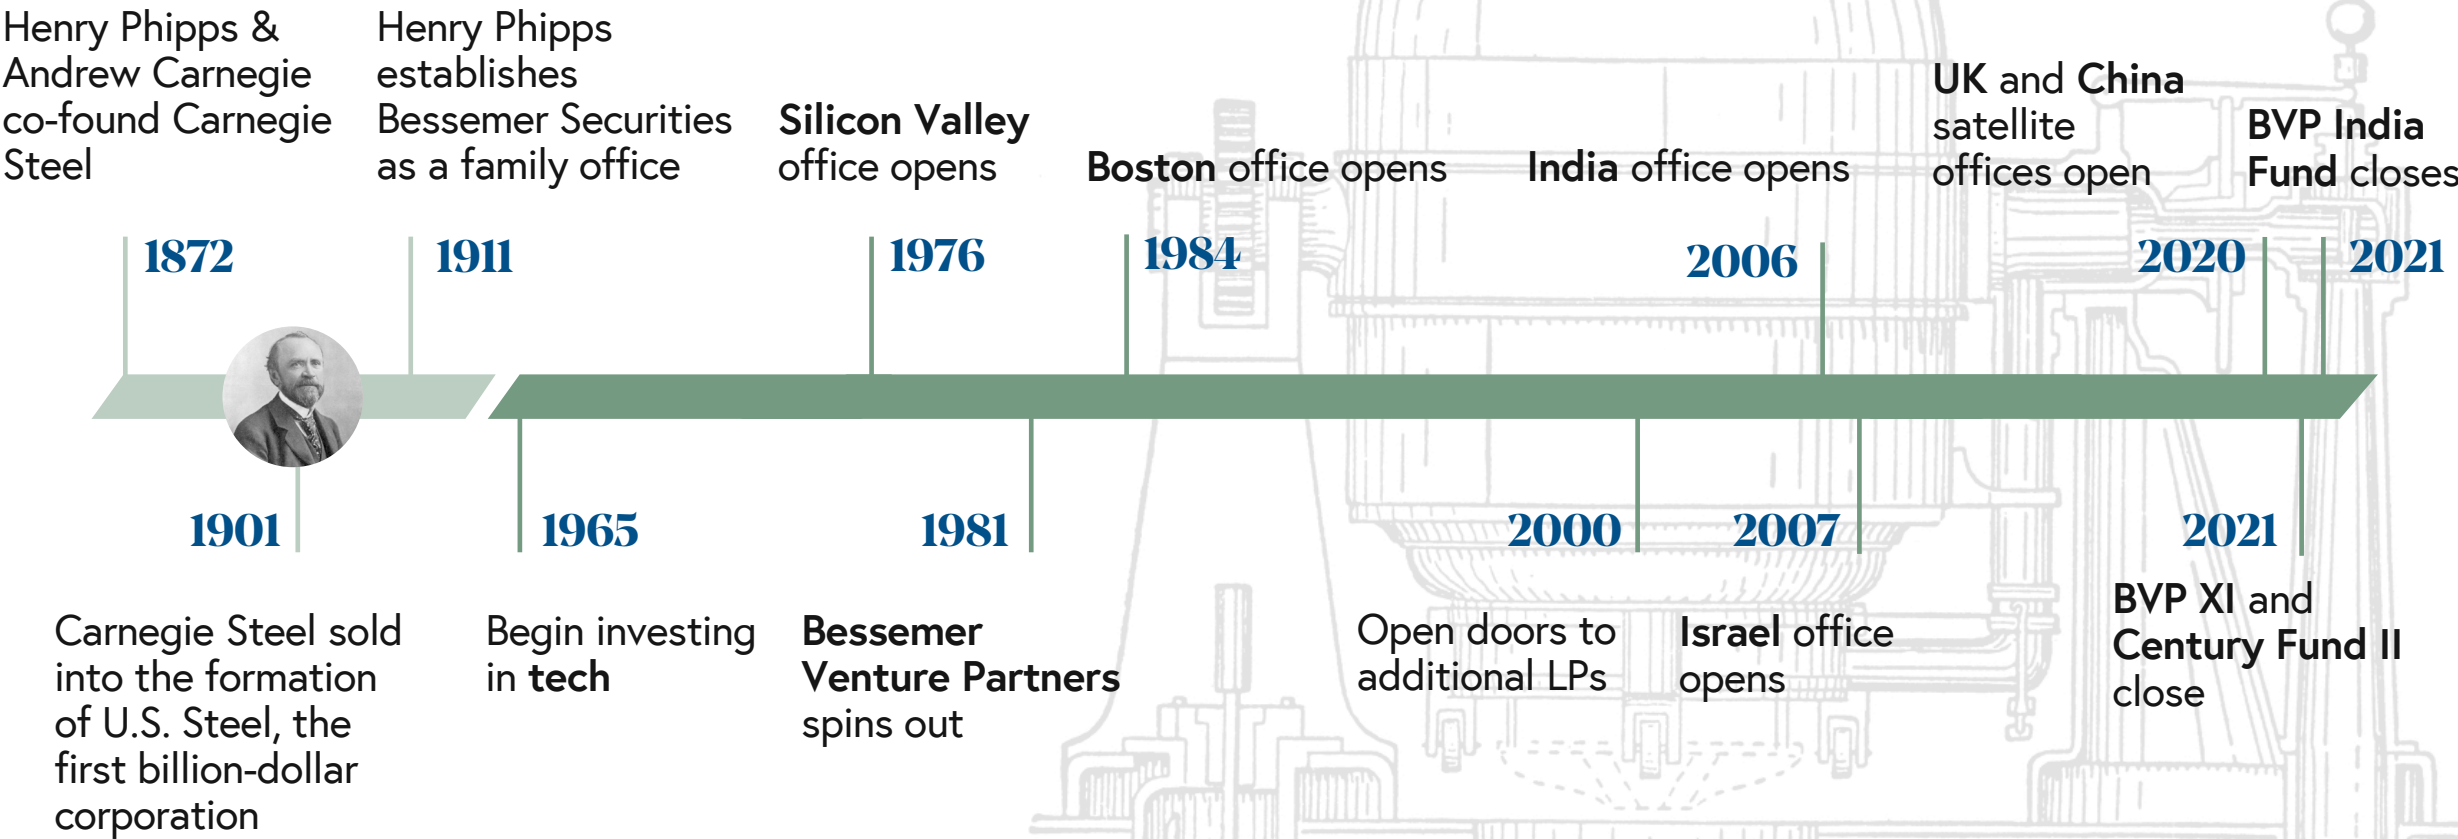 Henry Phipps &
Andrew Carnegie
co-found Carnegie
Steel
1872
Henry Phipps
establishes
Bessemer Securities
as a family office
1911
Silicon Valley
office opens
1976
Boston office opens
1984
India office opens
2006
UK and China
satellite
offices open
2020
BVP India
Fund closes
2021
1901
Carnegie Steel sold
into the formation
of U.S. Steel, the
first billion-dollar
corporation
1965
Begin investing
in tech
1981
Bessemer
Venture Partners
spins out
2000
Open doors to
additional LPs
2007
Israel office
opens
2021
BVP XI and
Century Fund II
close